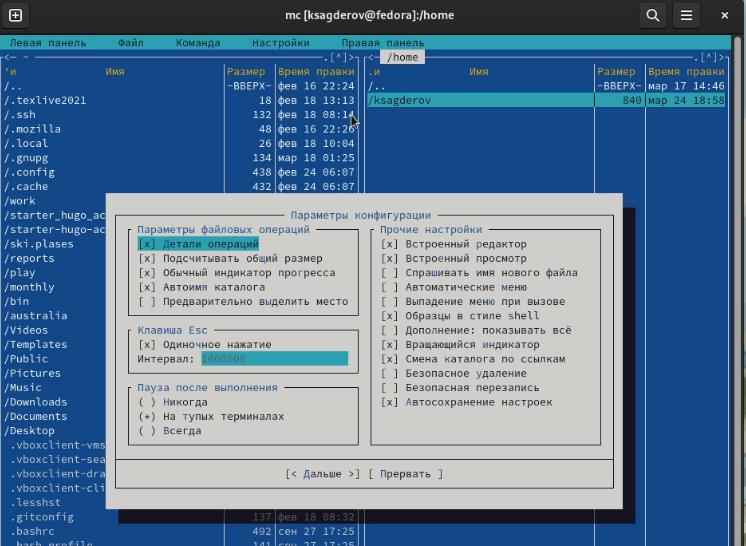 mc [ksagderov@fedora]:/home
Левая панель Файл Команда Настройки Правая панель
<— ~ .[^]> <— /home .[^]>
'и Имя Размер Время правки .и Имя Размер Время правки
/.. -ВВЕРХ- фев 16 22:24 /.. -ВВЕРХ- мар 17 14:46
/.texlive2021 18 фев 18 13:13 /ksagderov 840 мар 24 18:58
/.ssh 132 фев 18 08:14
/.mozilla 48 фев 16 22:26
/.local 26 фев 18 10:04
/.gnupg 134 мар 18 01:25
/.config 438 фев 24 06:07
/.cache 432 фев 24 06:07
/work
/starter_hugo_ac
/starter-hugo-ac
/ski.plases
/reports
/play
/monthly
/bin
/australia
/Videos
/Templates
/Public
/Pictures
/Music
/Downloads
/Documents
/Desktop
.vboxclient-vms
.vboxclient-sea
.vboxclient-dra
.vboxclient-cli
.lesshst
.gitconfig 137 фев 18 08:32
.bashrc 492 сен 27 17:25
.bash_profile 141 сен 27 17:25
Параметры конфигурации
Параметры файловых операций
[x] Детали операций
[x] Подсчитывать общий размер
[x] Обычный индикатор прогресса
[x] Автоимя каталога
[ ] Предварительно выделить место
Клавиша Esc
[x] Одиночное нажатие
Интервал: 1000000
Пауза после выполнения
( ) Никогда
(*) На тупых терминалах
( ) Всегда
Прочие настройки
[x] Встроенный редактор
[x] Встроенный просмотр
[ ] Спрашивать имя нового файла
[ ] Автоматические меню
[ ] Выпадение меню при вызове
[x] Образцы в стиле shell
[ ] Дополнение: показывать всё
[x] Вращающийся индикатор
[x] Смена каталога по ссылкам
[ ] Безопасное удаление
[ ] Безопасная перезапись
[x] Автосохранение настроек
[< Дальше >] [ Прервать ]